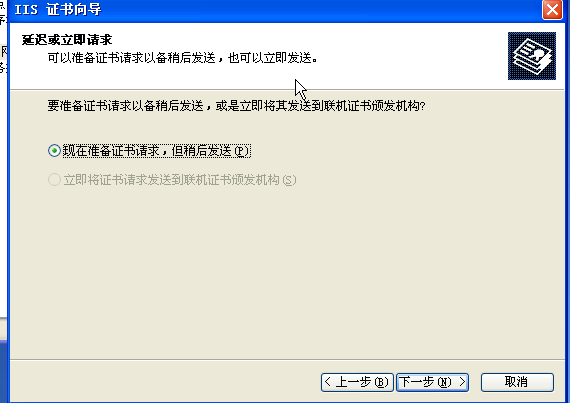 IIS 证书向导
延迟或立即请求
可以准备证书请求以备稍后发送，也可以立即发送。
要准备证书请求以备稍后发送，或是立即将其发送到联机证书颁发机构?
现在准备证书请求，但稍后发送(P)
立即将证书请求发送到联机证书颁发机构(S)
< 上一步(B) 下一步(N) > 取消